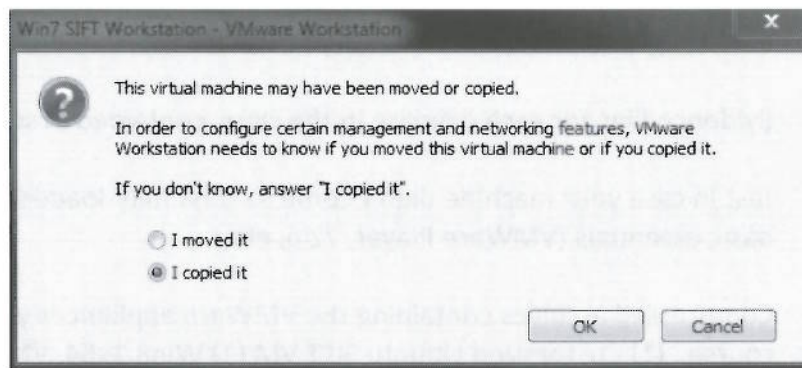 Win7 SIFT Workstation - VMware Workstation
x
This virtual machine may have been moved or copied.
In order to configure certain management and networking features, VMware
Workstation needs to know if you moved this virtual machine or if you copied it.
If you don't know, answer "I copied it".
I moved it
I copied it
OK
Cancel